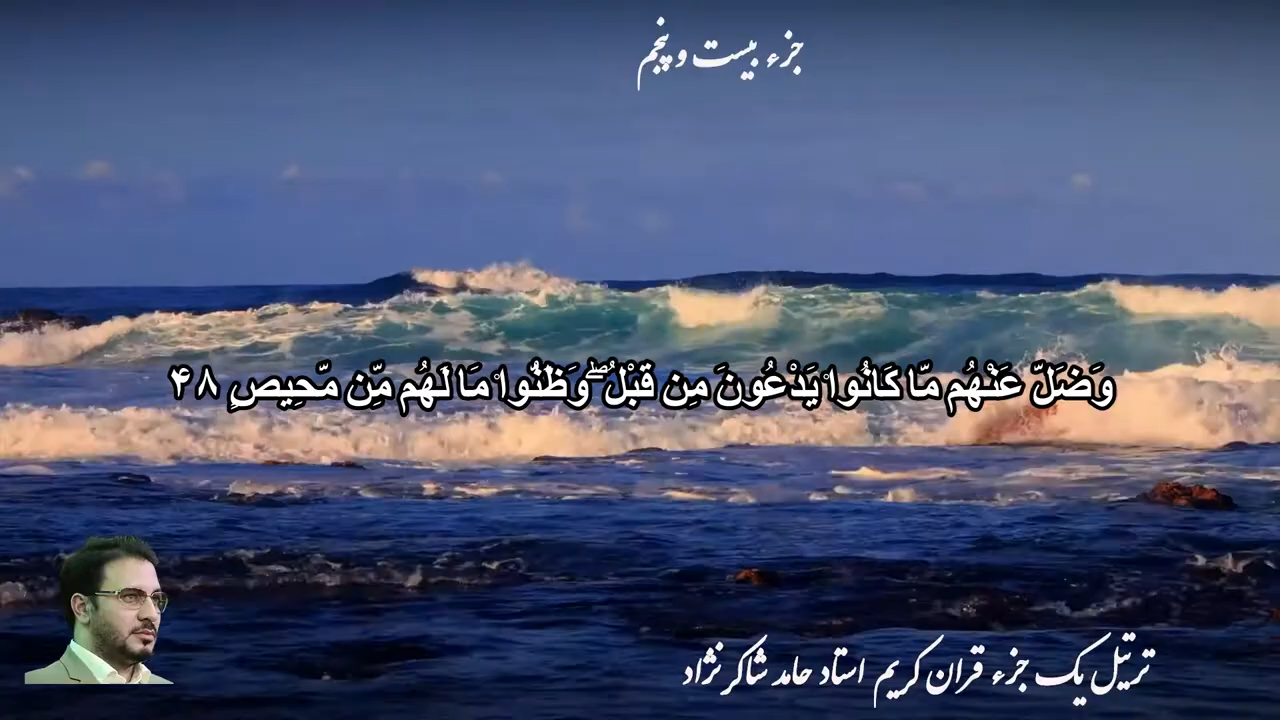 جزء بیست و پنجم
وَضَلَّ عَنْهُم مَّا كَانُوا۟ يَدْعُونَ مِن قَبْلُ ۖ وَظَنُّوا۟ مَا لَهُم مِّن مَّحِيصٍ ۴۸
ترتیل یک جزء قران کریم استاد حامد شاکرنژاد